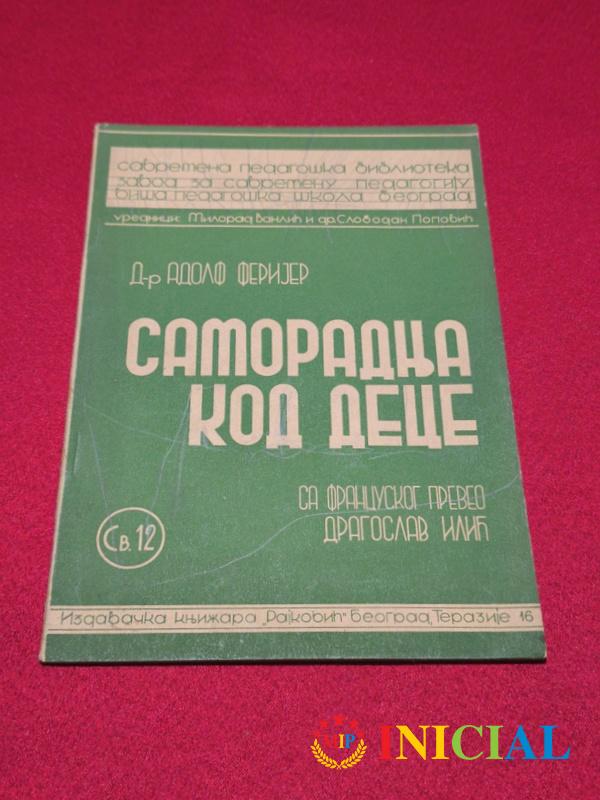 савремена педагошка библиотека
завод за савремену педагогију
виша педагошка школа београд
уредници: Милорад Ванлић и др. Слободан Поповић
Д-р АДОЛФ ФЕРИЈЕР
САМОРАДЊА
КОД ДЕЦЕ
СА ФРАНЦУСКОГ ПРЕВЕО
ДРАГОСЛАВ ИЛИЋ
Св. 12
Издавачка књижара „Рајковић" Београд, Теразије 16
VIP INICIAL